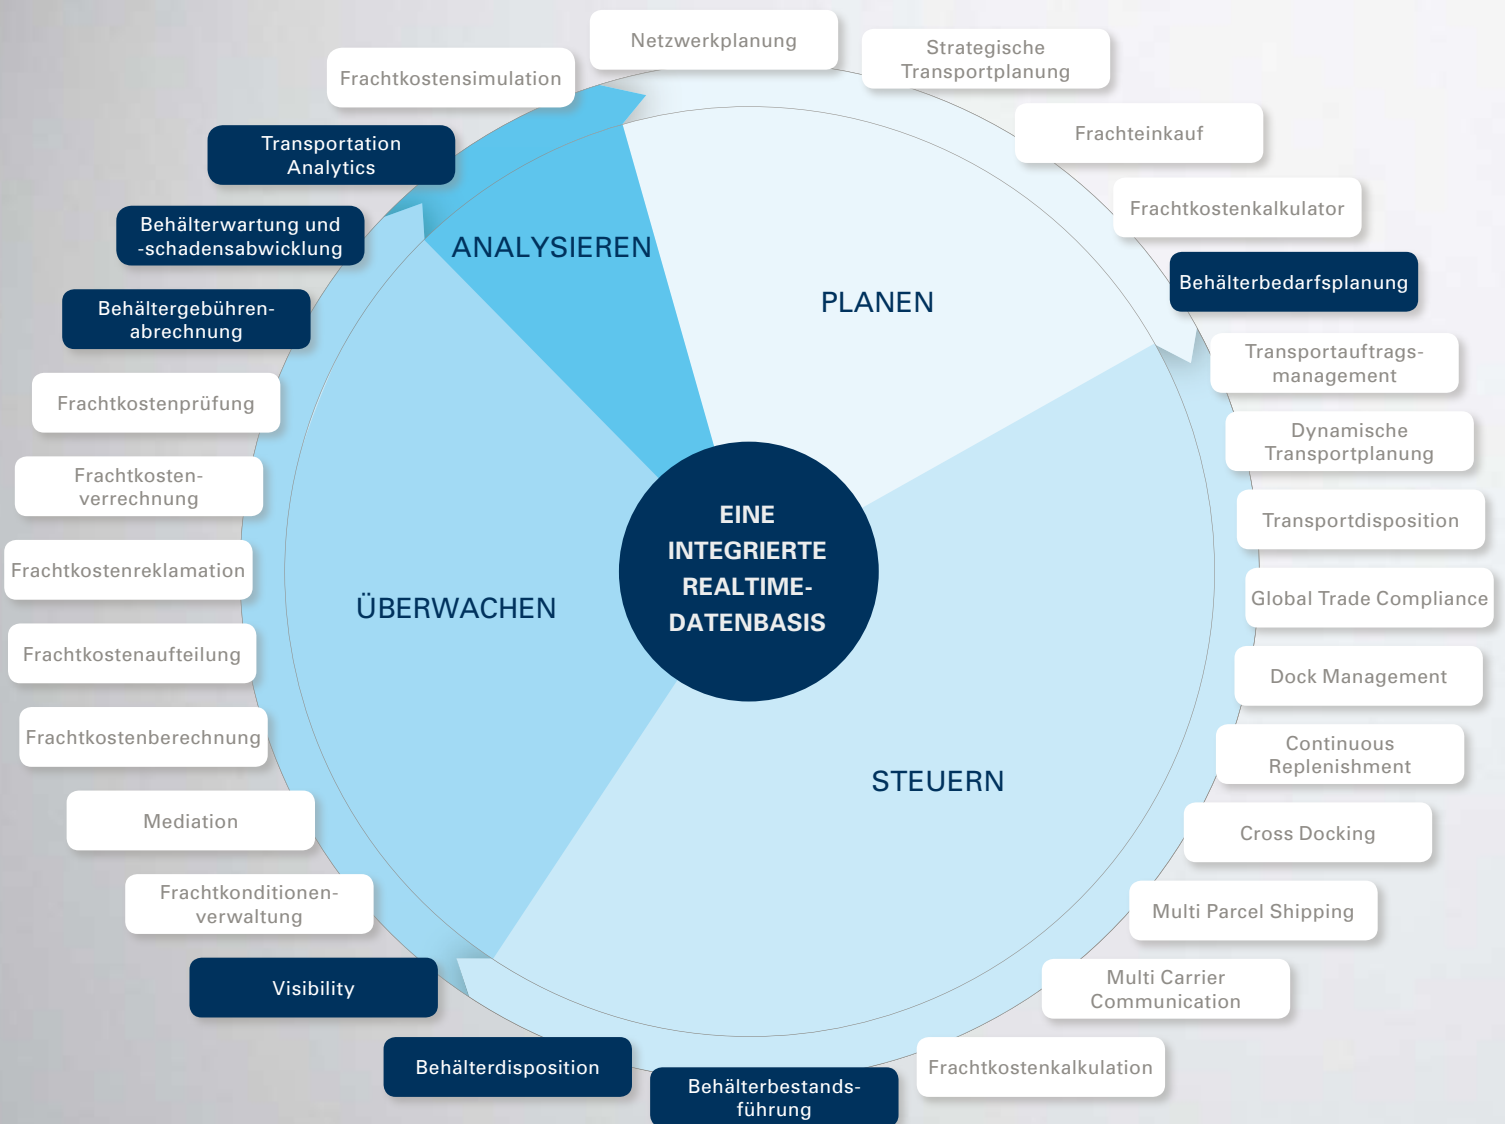 Netzwerkplanung
Strategische
Transportplanung
Frachteinkauf
Frachtkostenkalkulator
Behälterbedarfsplanung
Transportauftrags-
management
Dynamische
Transportplanung
Transportdisposition
Global Trade Compliance
Dock Management
Continuous
Replenishment
Cross Docking
Multi Parcel Shipping
Multi Carrier
Communication
Frachtkostenkalkulation
Behälterbestands-
führung
Behälterdisposition
Visibility
Frachtkonditionen-
verwaltung
Mediation
Frachtkostenberechnung
Frachtkostenaufteilung
Frachtkostenreklamation
Frachtkosten-
verrechnung
Frachtkostenprüfung
Behältergebühren-
abrechnung
Behälterwartung und
-schadensabwicklung
Transportation
Analytics
Frachtkostensimulation
ANALYSIEREN
PLANEN
STEUERN
ÜBERWACHEN
EINE
INTEGRIERTE
REALTIME-
DATENBASIS